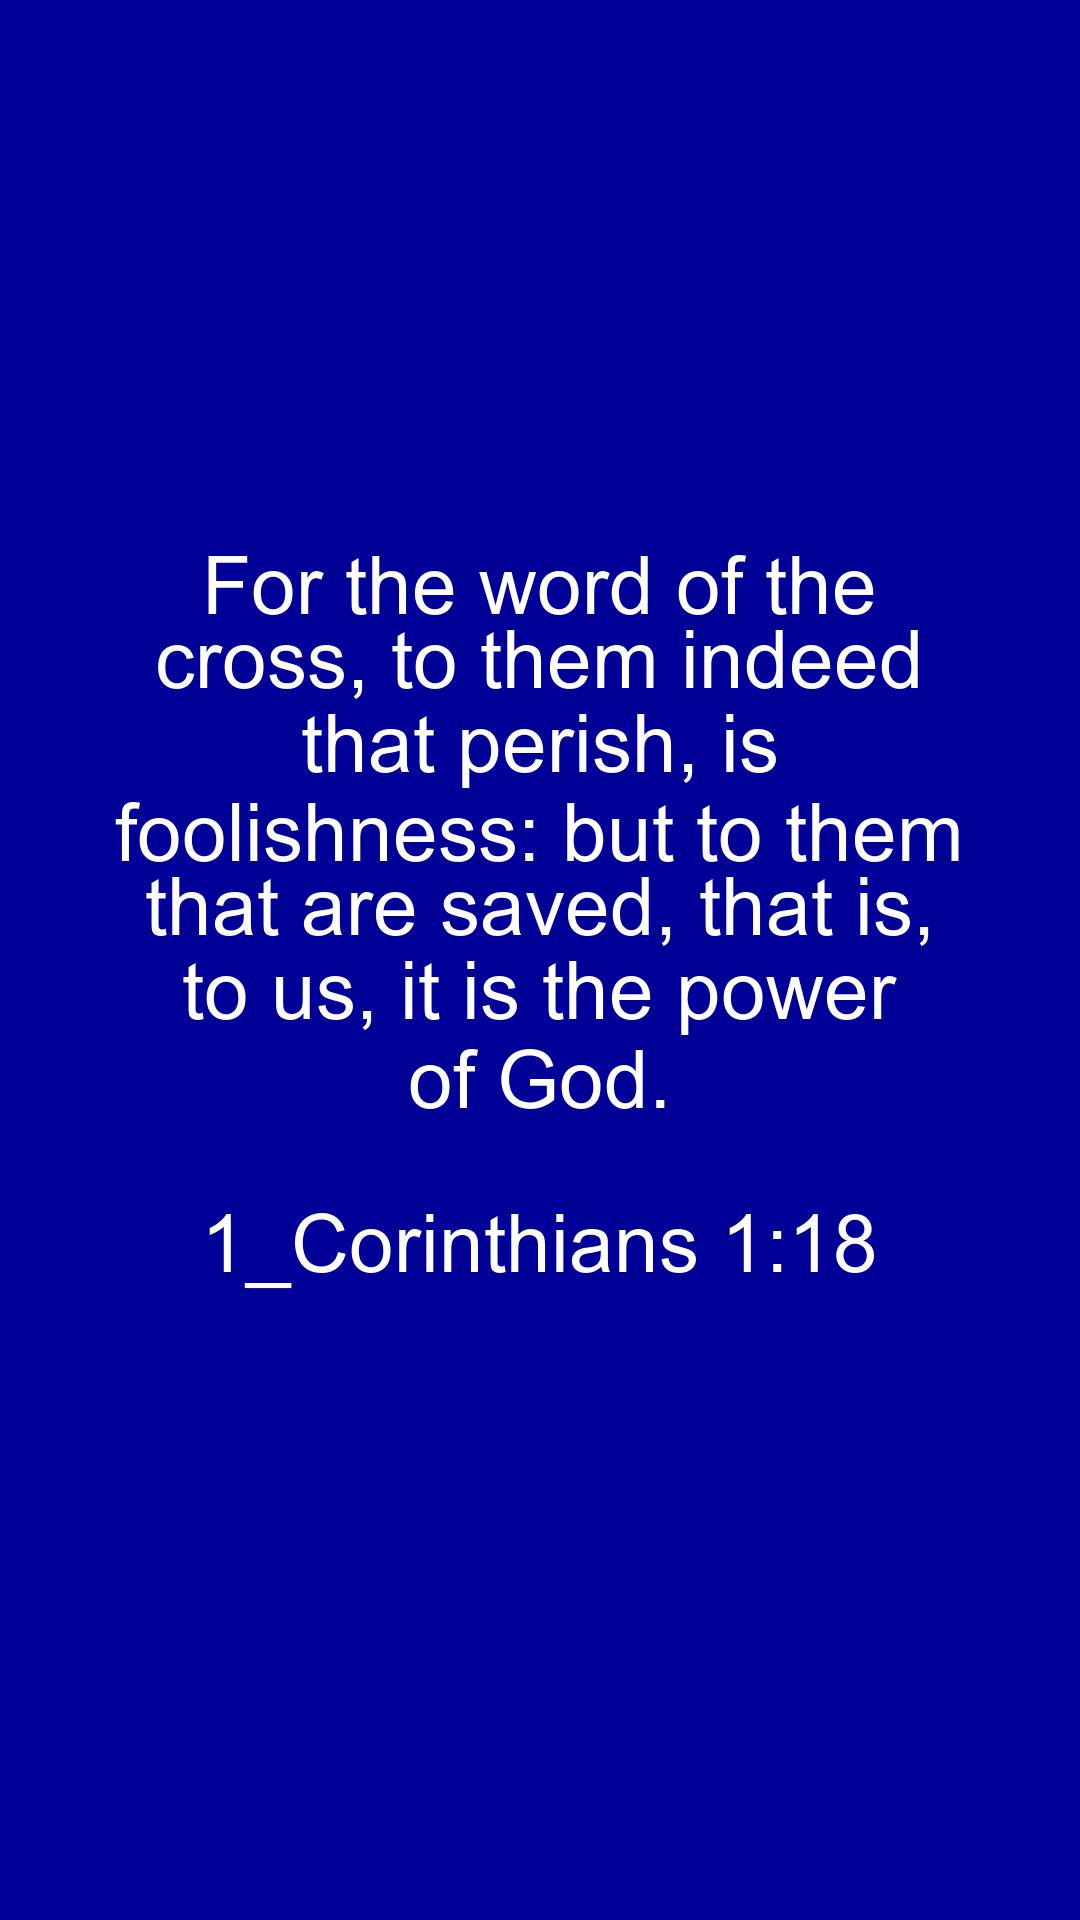 For the word of the
cross, to them indeed
that perish, is
foolishness: but to them
that are saved, that is,
to us, it is the power
of God.
1_Corinthians 1:18